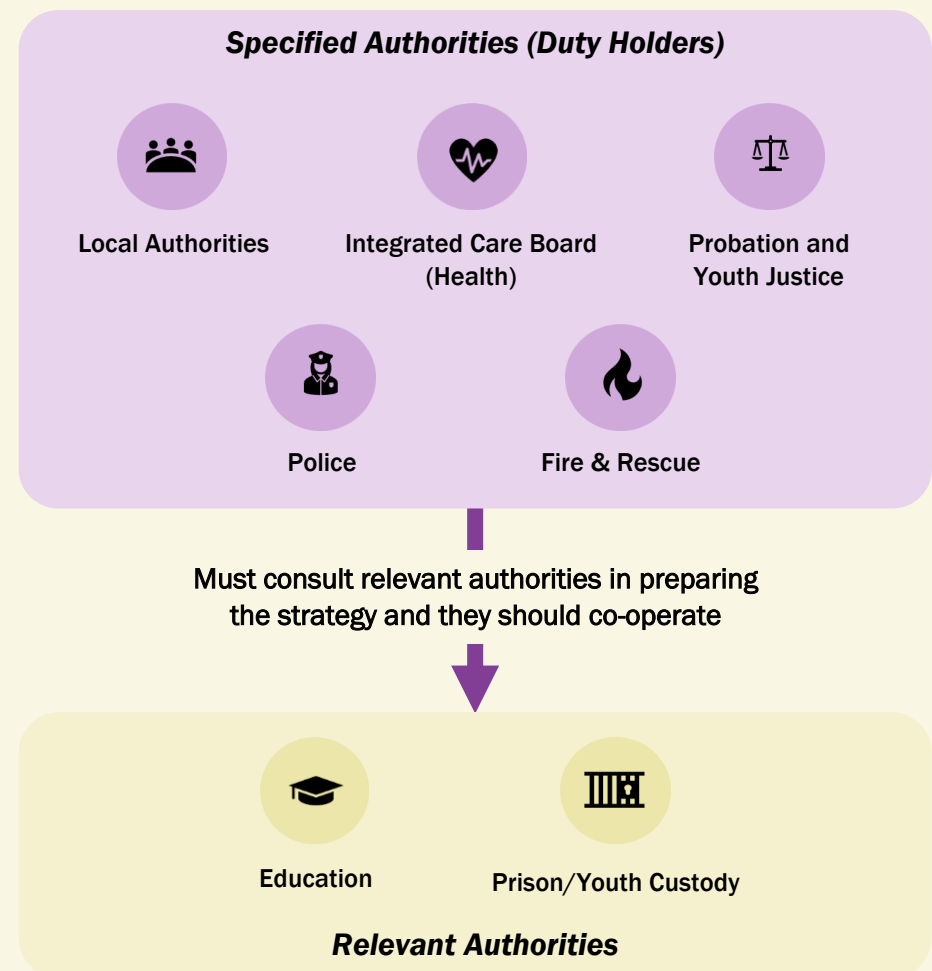 Specified Authorities (Duty Holders)
Local Authorities
Integrated Care Board
(Health)
Probation and
Youth Justice
Police
Fire & Rescue
Must consult relevant authorities in preparing
the strategy and they should co-operate
Education
Prison/Youth Custody
Relevant Authorities